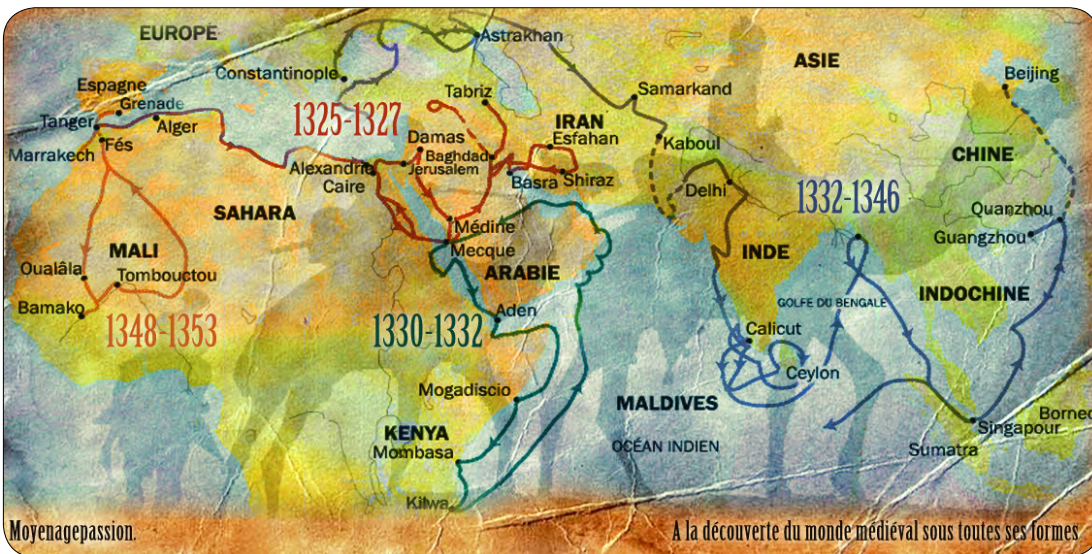 EUROPE
Astrakhan
ASIE
Constantinople
Beijing
Espagne
Tabriz
Samarkand
Grenade
Tanger
Alger
1325-1327
IRAN
Esfahan
Kaboul
Fés
Marrakech
Damas
Baghdad
CHINE
Alexandrie
Jerusalem
Caire
Basra
Shiraz
Delhi
1332-1346
SAHARA
Médine
Quanzhou
Guangzhou
MALI
Mecque
INDE
Oualâla
Tombouctou
ARABIE
INDOCHINE
Bamako
Aden
GOLFE DU BENGALE
1348-1353
1330-1332
Calicut
Ceylon
Mogadiscio
MALDIVES
Borneo
KENYA
Singapour
Mombasa
OCÉAN INDIEN
Sumatra
Kilwa
Moyenagepassion.
A la découverte du monde médiéval sous toutes ses formes